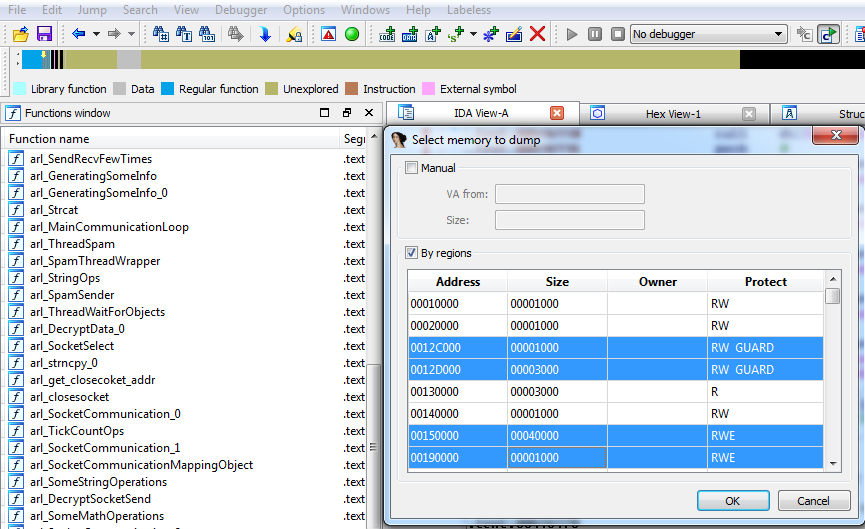 File Edit Jump Search View Debugger Options Windows Help Labeless
No debugger
Library function Data Regular function Unexplored Instruction External symbol
Functions window
IDA View-A
Hex View-1
Struc
Function name
Segi
arl_SendRecvFewTimes .text
arl_GeneratingSomeInfo .text
arl_GeneratingSomeInfo_0 .text
arl_Strcat .text
arl_MainCommunicationLoop .text
arl_ThreadSpam .text
arl_SpamThreadWrapper .text
arl_StringOps .text
arl_SpamSender .text
arl_ThreadWaitForObjects .text
arl_DecryptData_0 .text
arl_SocketSelect .text
arl_strncpy_0 .text
arl_get_closecoket_addr .text
arl_closesocket .text
arl_SocketCommunication_0 .text
arl_TickCountOps .text
arl_SocketCommunication_1 .text
arl_SocketCommunicationMappingObject .text
arl_SomeStringOperations .text
arl_DecryptSocketSend .text
arl_SomeMathOperations .text
Select memory to dump
Manual
VA from:
Size:
By regions
Address Size Owner Protect
00010000 00001000 RW
00020000 00001000 RW
0012C000 00001000 RW GUARD
0012D000 00003000 RW GUARD
00130000 00003000 R
00140000 00001000 RW
00150000 00040000 RWE
00190000 00001000 RWE
OK Cancel